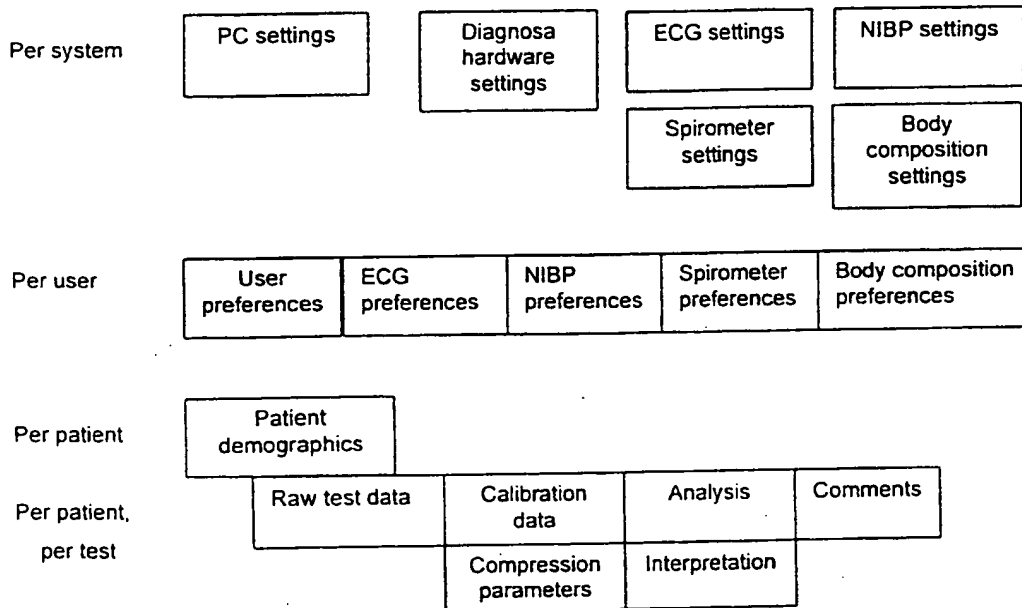 Per system
PC settings
Diagnosa
hardware
settings
ECG settings
NIBP settings
Spirometer
settings
Body
composition
settings
Per user
User
preferences
ECG
preferences
NIBP
preferences
Spirometer
preferences
Body composition
preferences
Per patient
Patient
demographics
Per patient,
per test
Raw test data
Calibration
data
Analysis
Comments
Compression
parameters
Interpretation